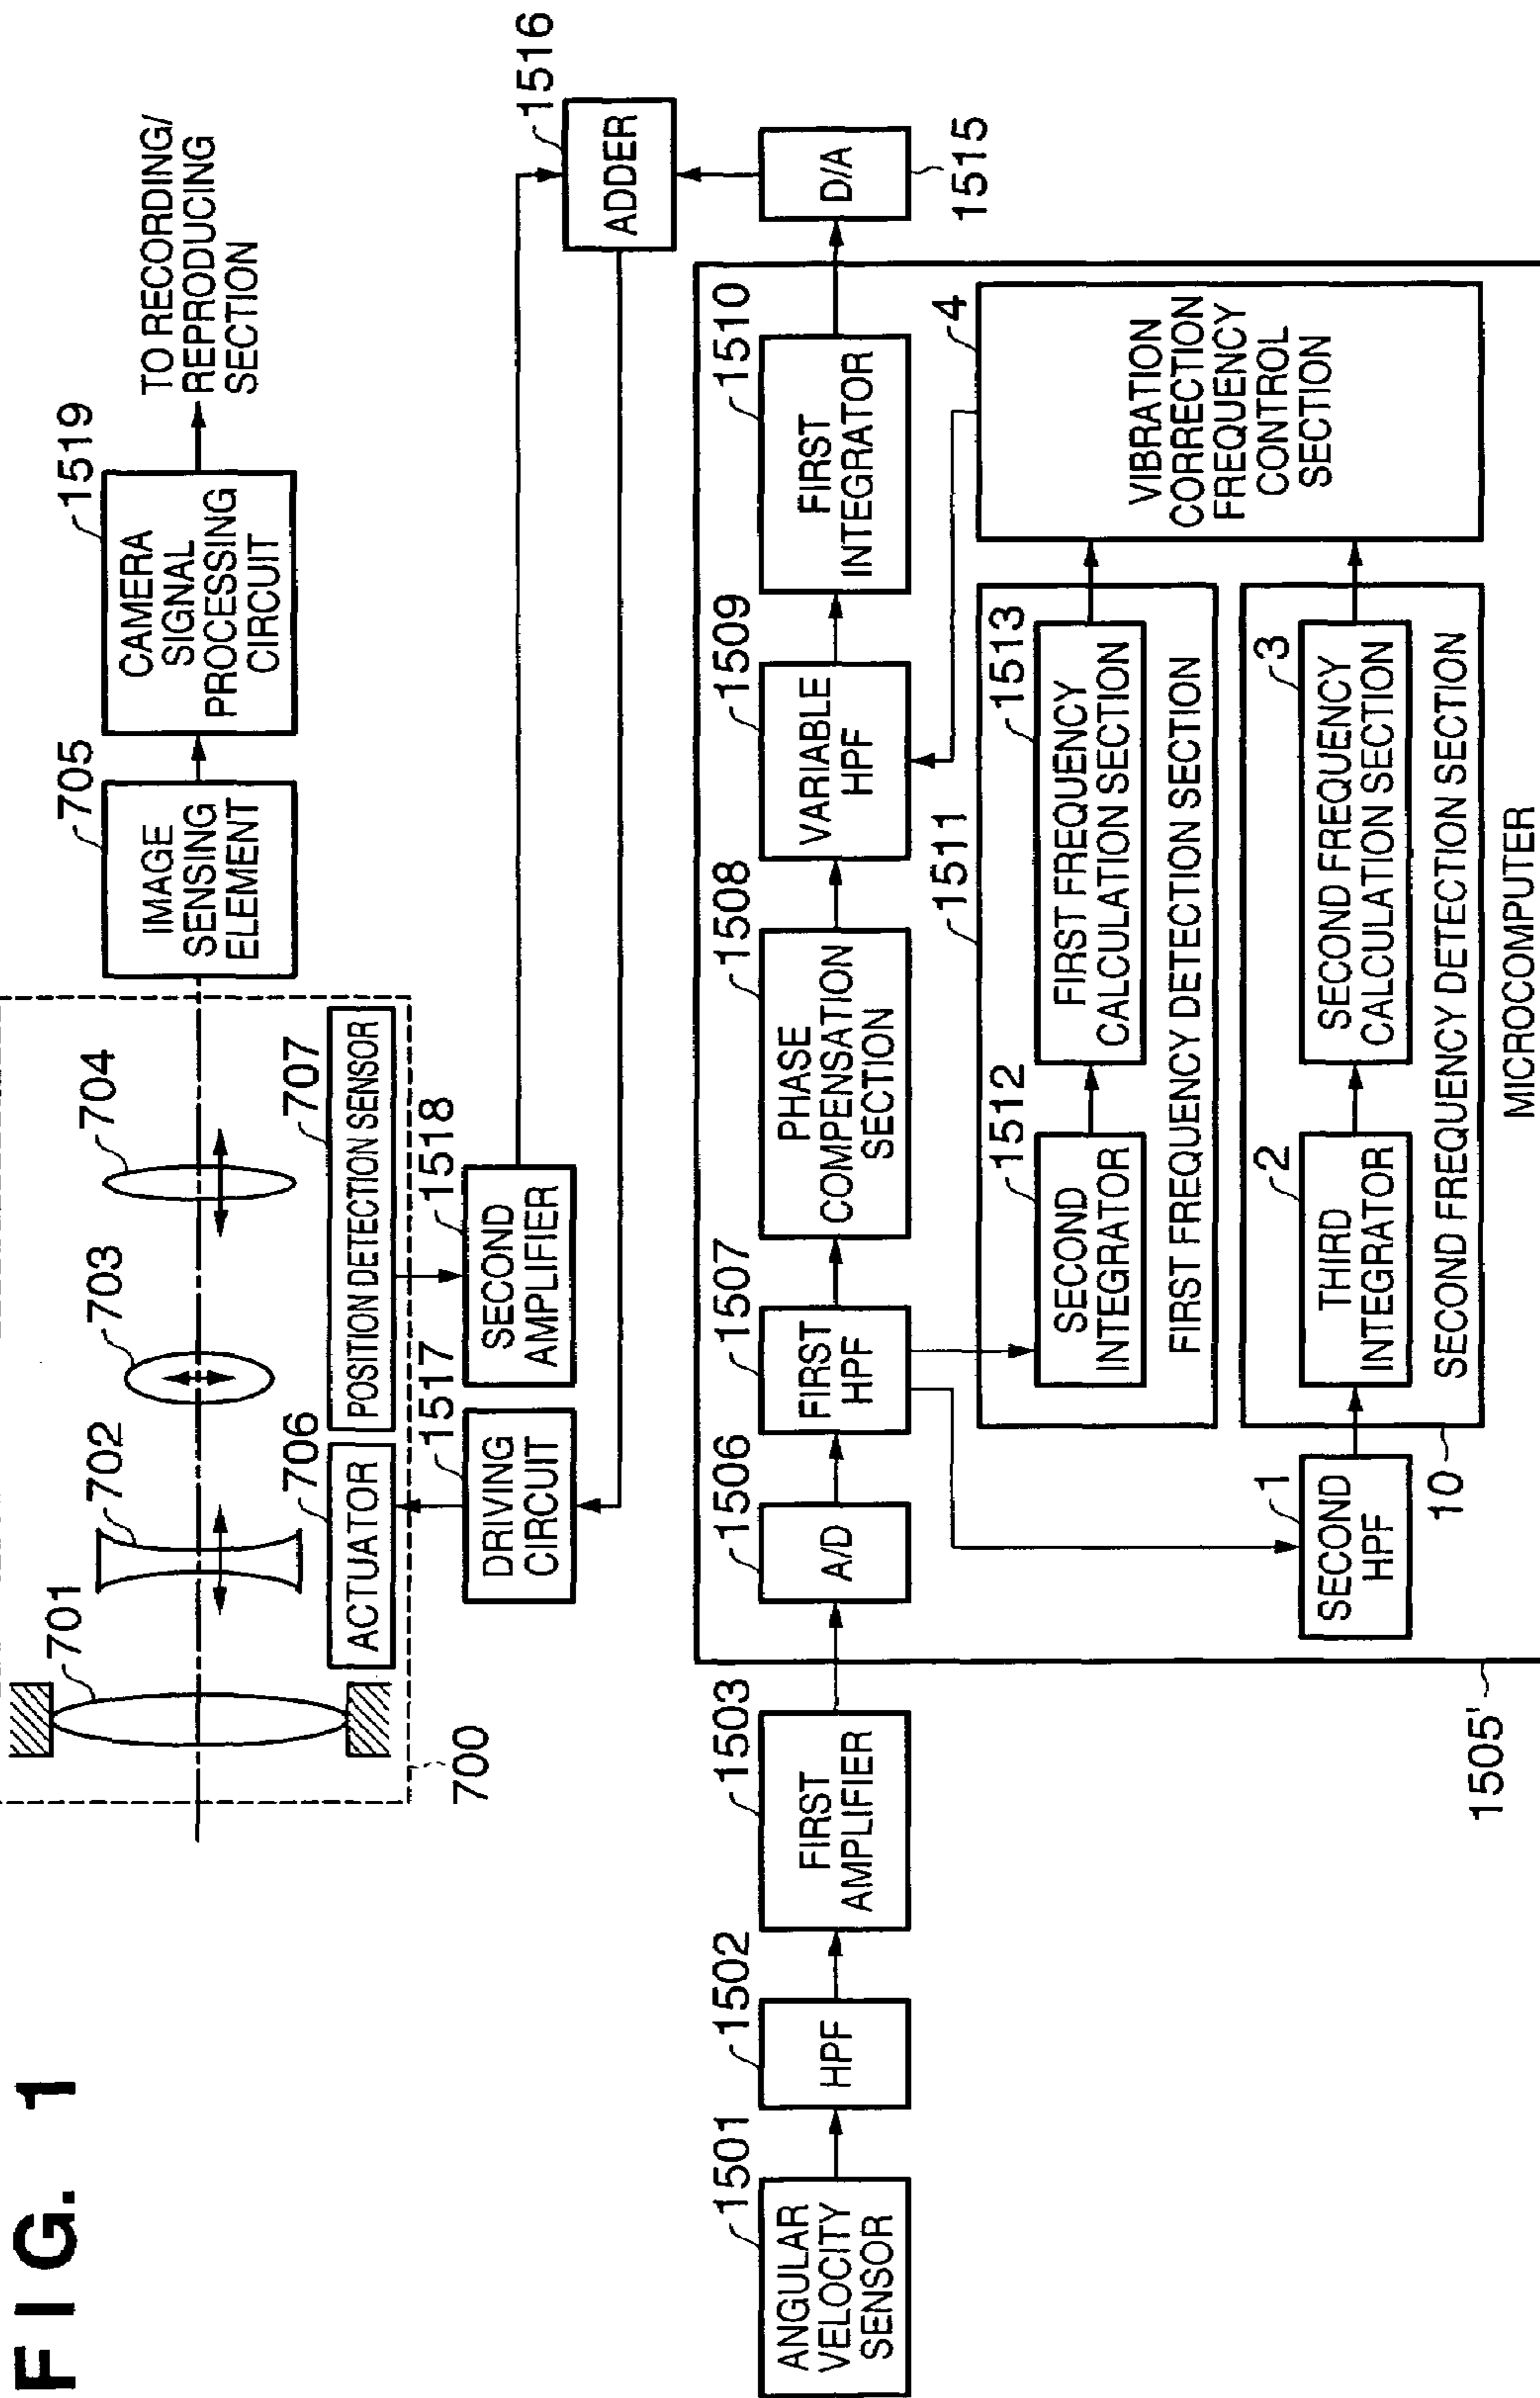 FIG. 1
701
702
703
704
705
IMAGE
SENSING
ELEMENT
1519
CAMERA
SIGNAL
PROCESSING
CIRCUIT
TO RECORDING/
REPRODUCING
SECTION
706
ACTUATOR
707
POSITION DETECTION SENSOR
700
1517
DRIVING
CIRCUIT
1518
SECOND
AMPLIFIER
1516
ADDER
1501
ANGULAR
VELOCITY
SENSOR
1502
HPF
1503
FIRST
AMPLIFIER
1506
A/D
1507
FIRST
HPF
1508
PHASE
COMPENSATION
SECTION
1509
VARIABLE
HPF
1510
FIRST
INTEGRATOR
D/A
1515
1511
1512
SECOND
INTEGRATOR
1513
FIRST FREQUENCY
CALCULATION SECTION
FIRST FREQUENCY DETECTION SECTION
4
VIBRATION
CORRECTION
FREQUENCY
CONTROL
SECTION
1
SECOND
HPF
2
THIRD
INTEGRATOR
3
SECOND FREQUENCY
CALCULATION SECTION
SECOND FREQUENCY DETECTION SECTION
10
1505'
MICROCOMPUTER